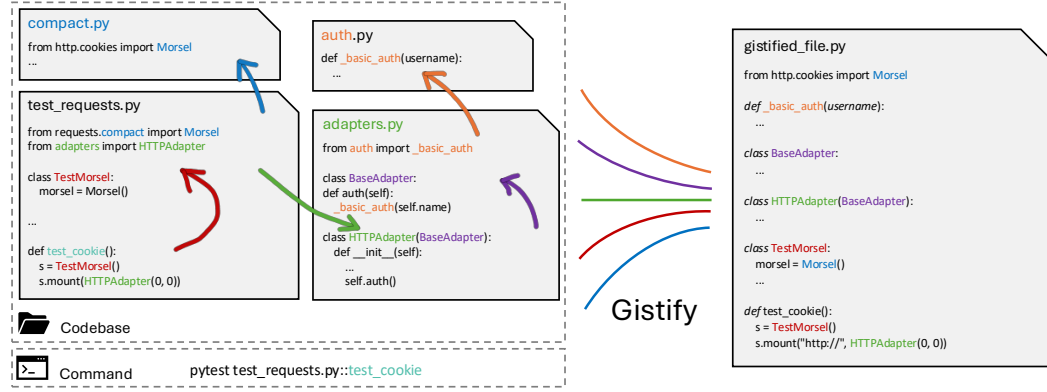 compact.py
from http.cookies import Morsel
...
auth.py
def _basic_auth(username):
...
test_requests.py
from requests.compact import Morsel
from adapters import HTTPAdapter
class TestMorsel:
morsel = Morsel()
...
def test_cookie():
s = TestMorsel()
s.mount(HTTPAdapter(0, 0))
adapters.py
from auth import _basic_auth
class BaseAdapter:
def auth(self):
_basic_auth(self.name)
class HTTPAdapter(BaseAdapter):
def __init__(self):
...
self.auth()
Codebase
Command
pytest test_requests.py::test_cookie
Gistify
gistified_file.py
from http.cookies import Morsel
def _basic_auth(username):
...
class BaseAdapter:
...
class HTTPAdapter(BaseAdapter):
...
class TestMorsel:
morsel = Morsel()
...
def test_cookie():
s = TestMorsel()
s.mount("http://", HTTPAdapter(0, 0))